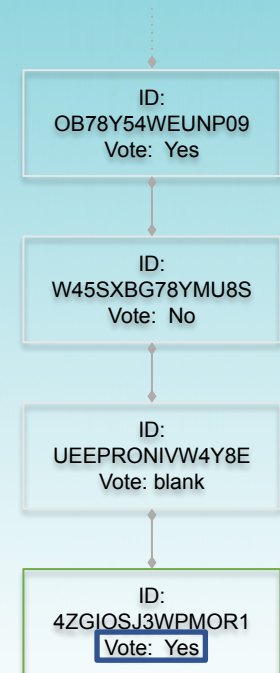 ID:
OB78Y54WEUNP09
Vote:  Yes
ID:
W45SXBG78YMU8S
Vote:  No
ID:
UEEPRONIVW4Y8E
Vote: blank
ID:
4ZGIOSJ3WPMOR1
Vote:  Yes